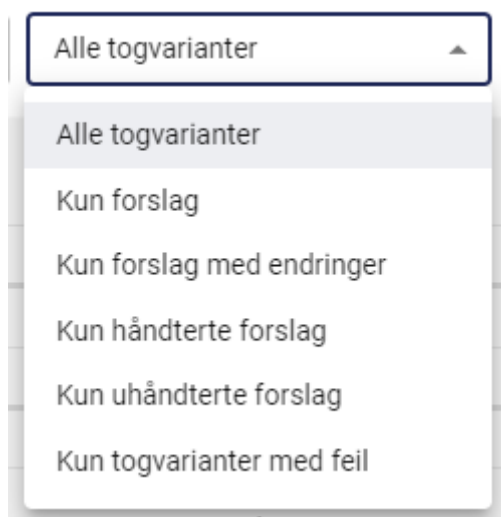 Alle togvarianter
Alle togvarianter
Kun forslag
Kun forslag med endringer
Kun håndterte forslag
Kun uhåndterte forslag
Kun togvarianter med feil